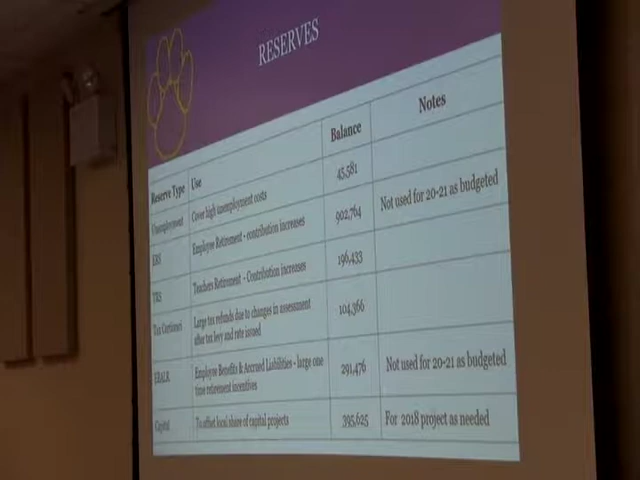 RESERVES
Reserve Type Use Balance Notes
Unemployment Cover high unemployment costs 45,581
ERS Employee Retirement - contribution increases 902,764 Not used for 20-21 as budgeted
TRS Teachers Retirement - Contribution increases 196,433
Tax Certiorari Large tax refunds due to changes in assessment
after tax levy and rate issued 104,366
EBALR Employee Benefits & Accrued Liabilities - large one
time retirement incentives 291,476 Not used for 20-21 as budgeted
Capital To offset local share of capital projects 395,625 For 2018 project as needed